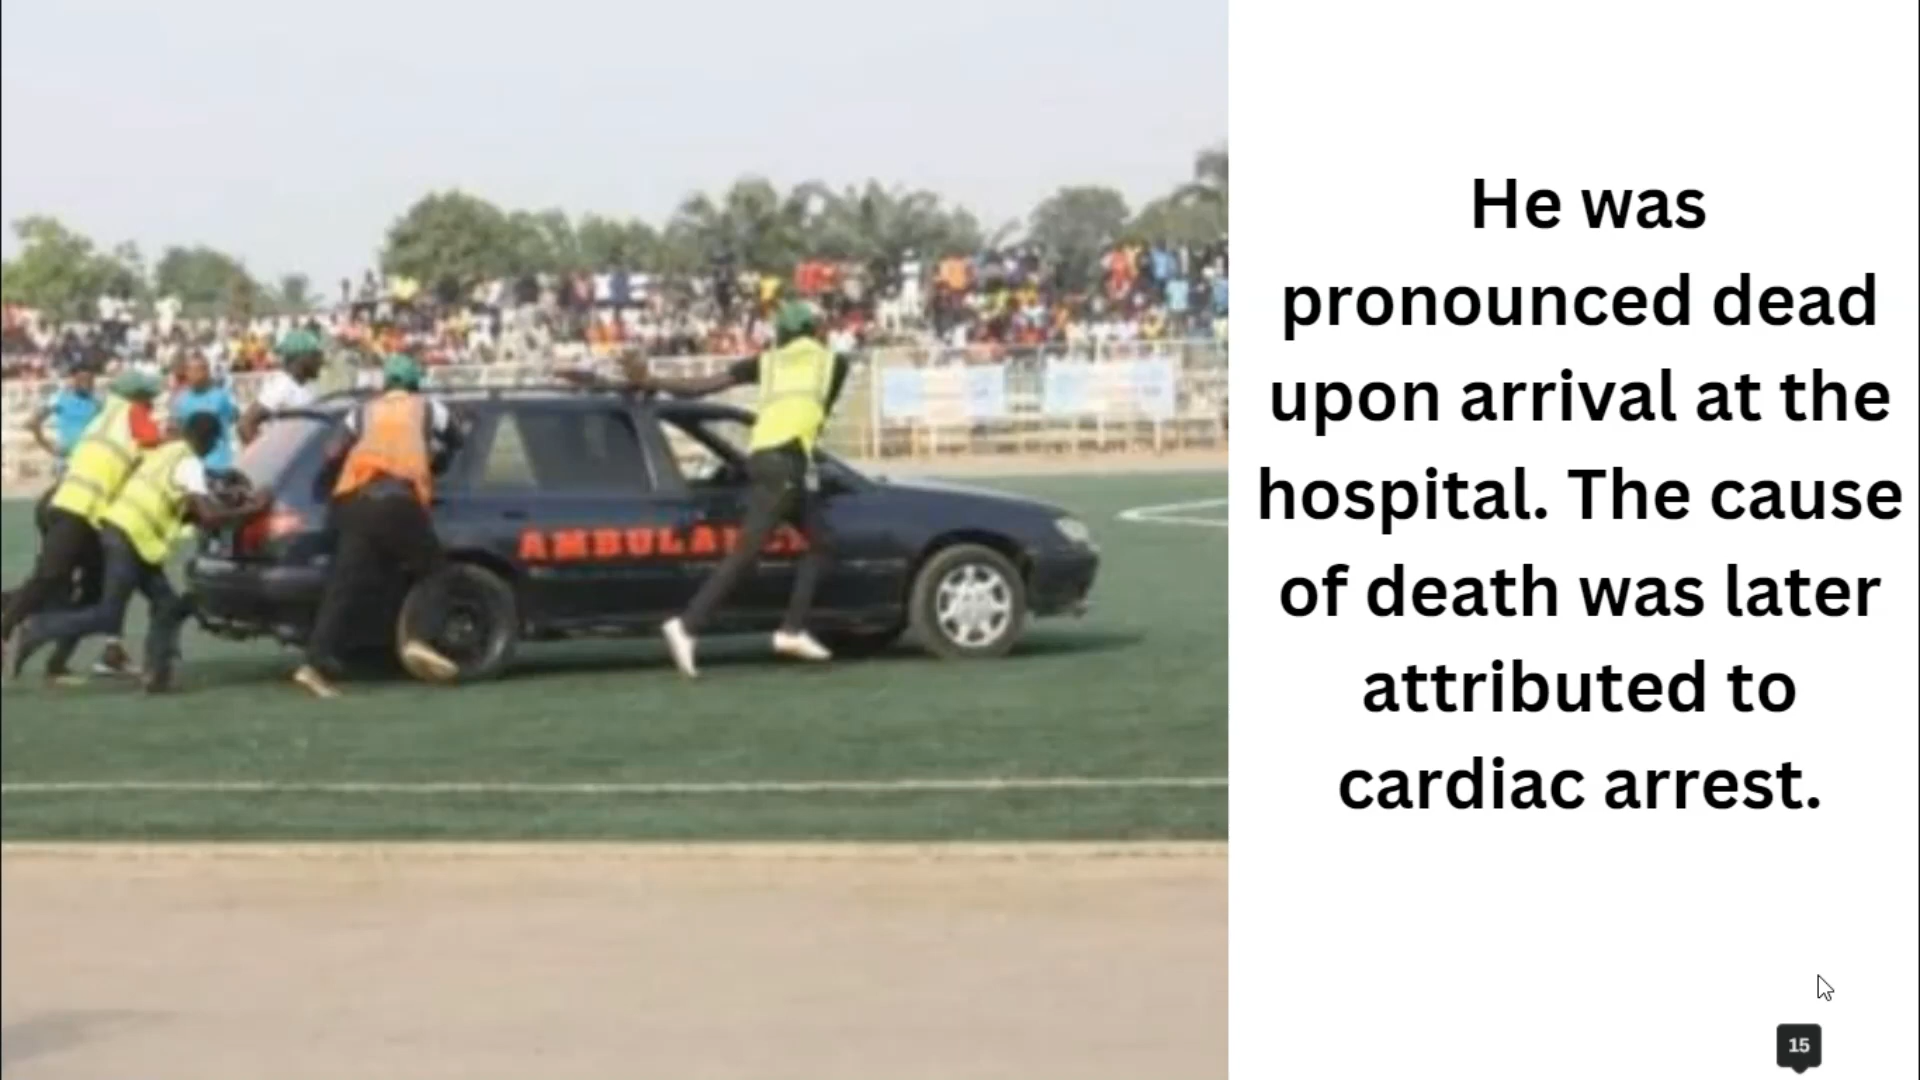 AMBULANCE
He was
pronounced dead
upon arrival at the
hospital. The cause
of death was later
attributed to
cardiac arrest.
15